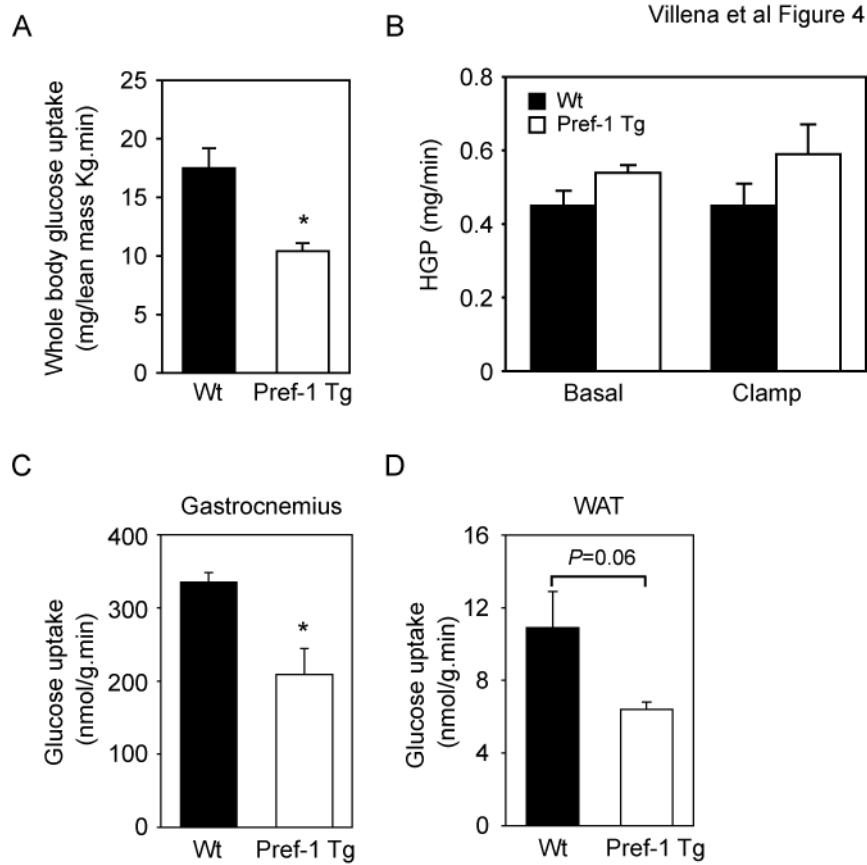 Villena et al Figure 4
A
Whole body glucose uptake
(mg/lean mass Kg.min)
25
20
15
10
5
0
*
Wt Pref-1 Tg
B
HGP (mg/min)
0.8
0.6
0.4
0.2
0
Wt
Pref-1 Tg
Basal Clamp
C
Gastrocnemius
Glucose uptake
(nmol/g.min)
400
300
200
100
0
*
Wt Pref-1 Tg
D
WAT
Glucose uptake
(nmol/g.min)
16
12
8
4
0
P=0.06
Wt Pref-1 Tg